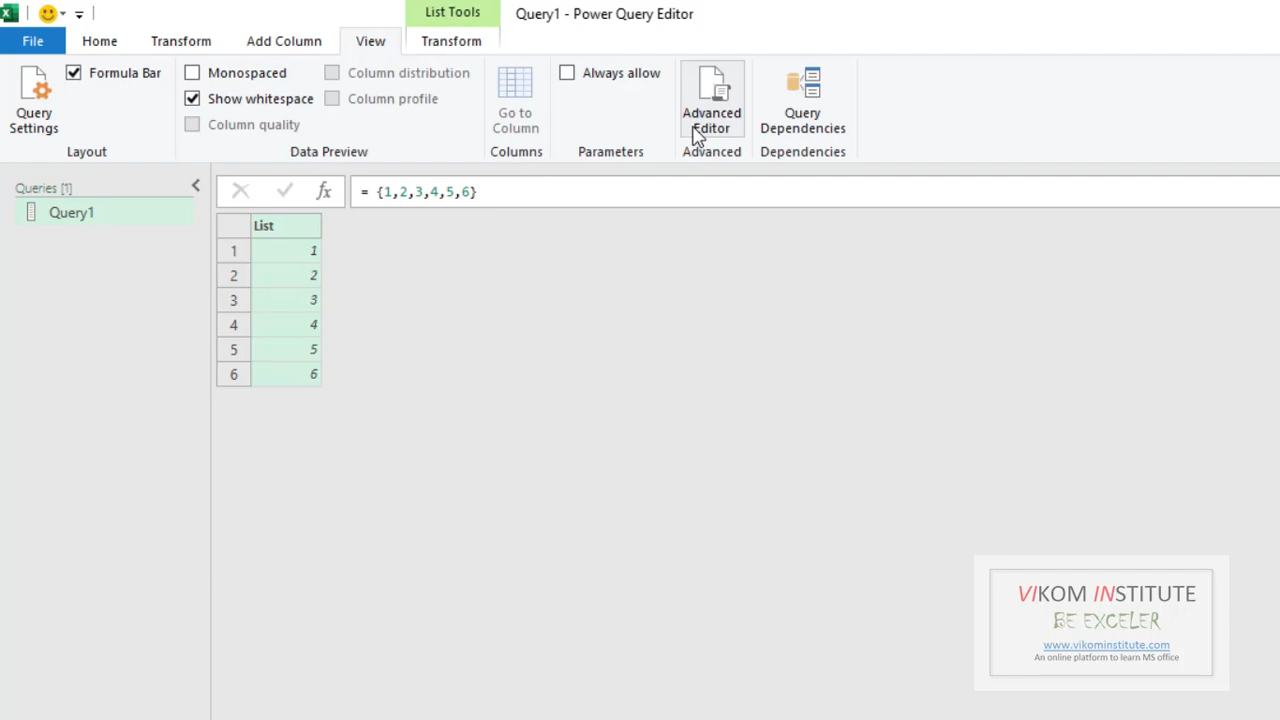 List Tools
Query1 - Power Query Editor
File
Home
Transform
Add Column
View
Transform
Query
Settings
Formula Bar
Layout
Monospaced
Show whitespace
Column quality
Column distribution
Column profile
Data Preview
Go to
Column
Columns
Always allow
Parameters
Advanced
Editor
Advanced
Query
Dependencies
Dependencies
Queries [1]
Query1
fx
= {1,2,3,4,5,6}
List
1 1
2 2
3 3
4 4
5 5
6 6
VIKOM INSTITUTE
BE EXCELER
www.vikominstitute.com
An online platform to learn MS office